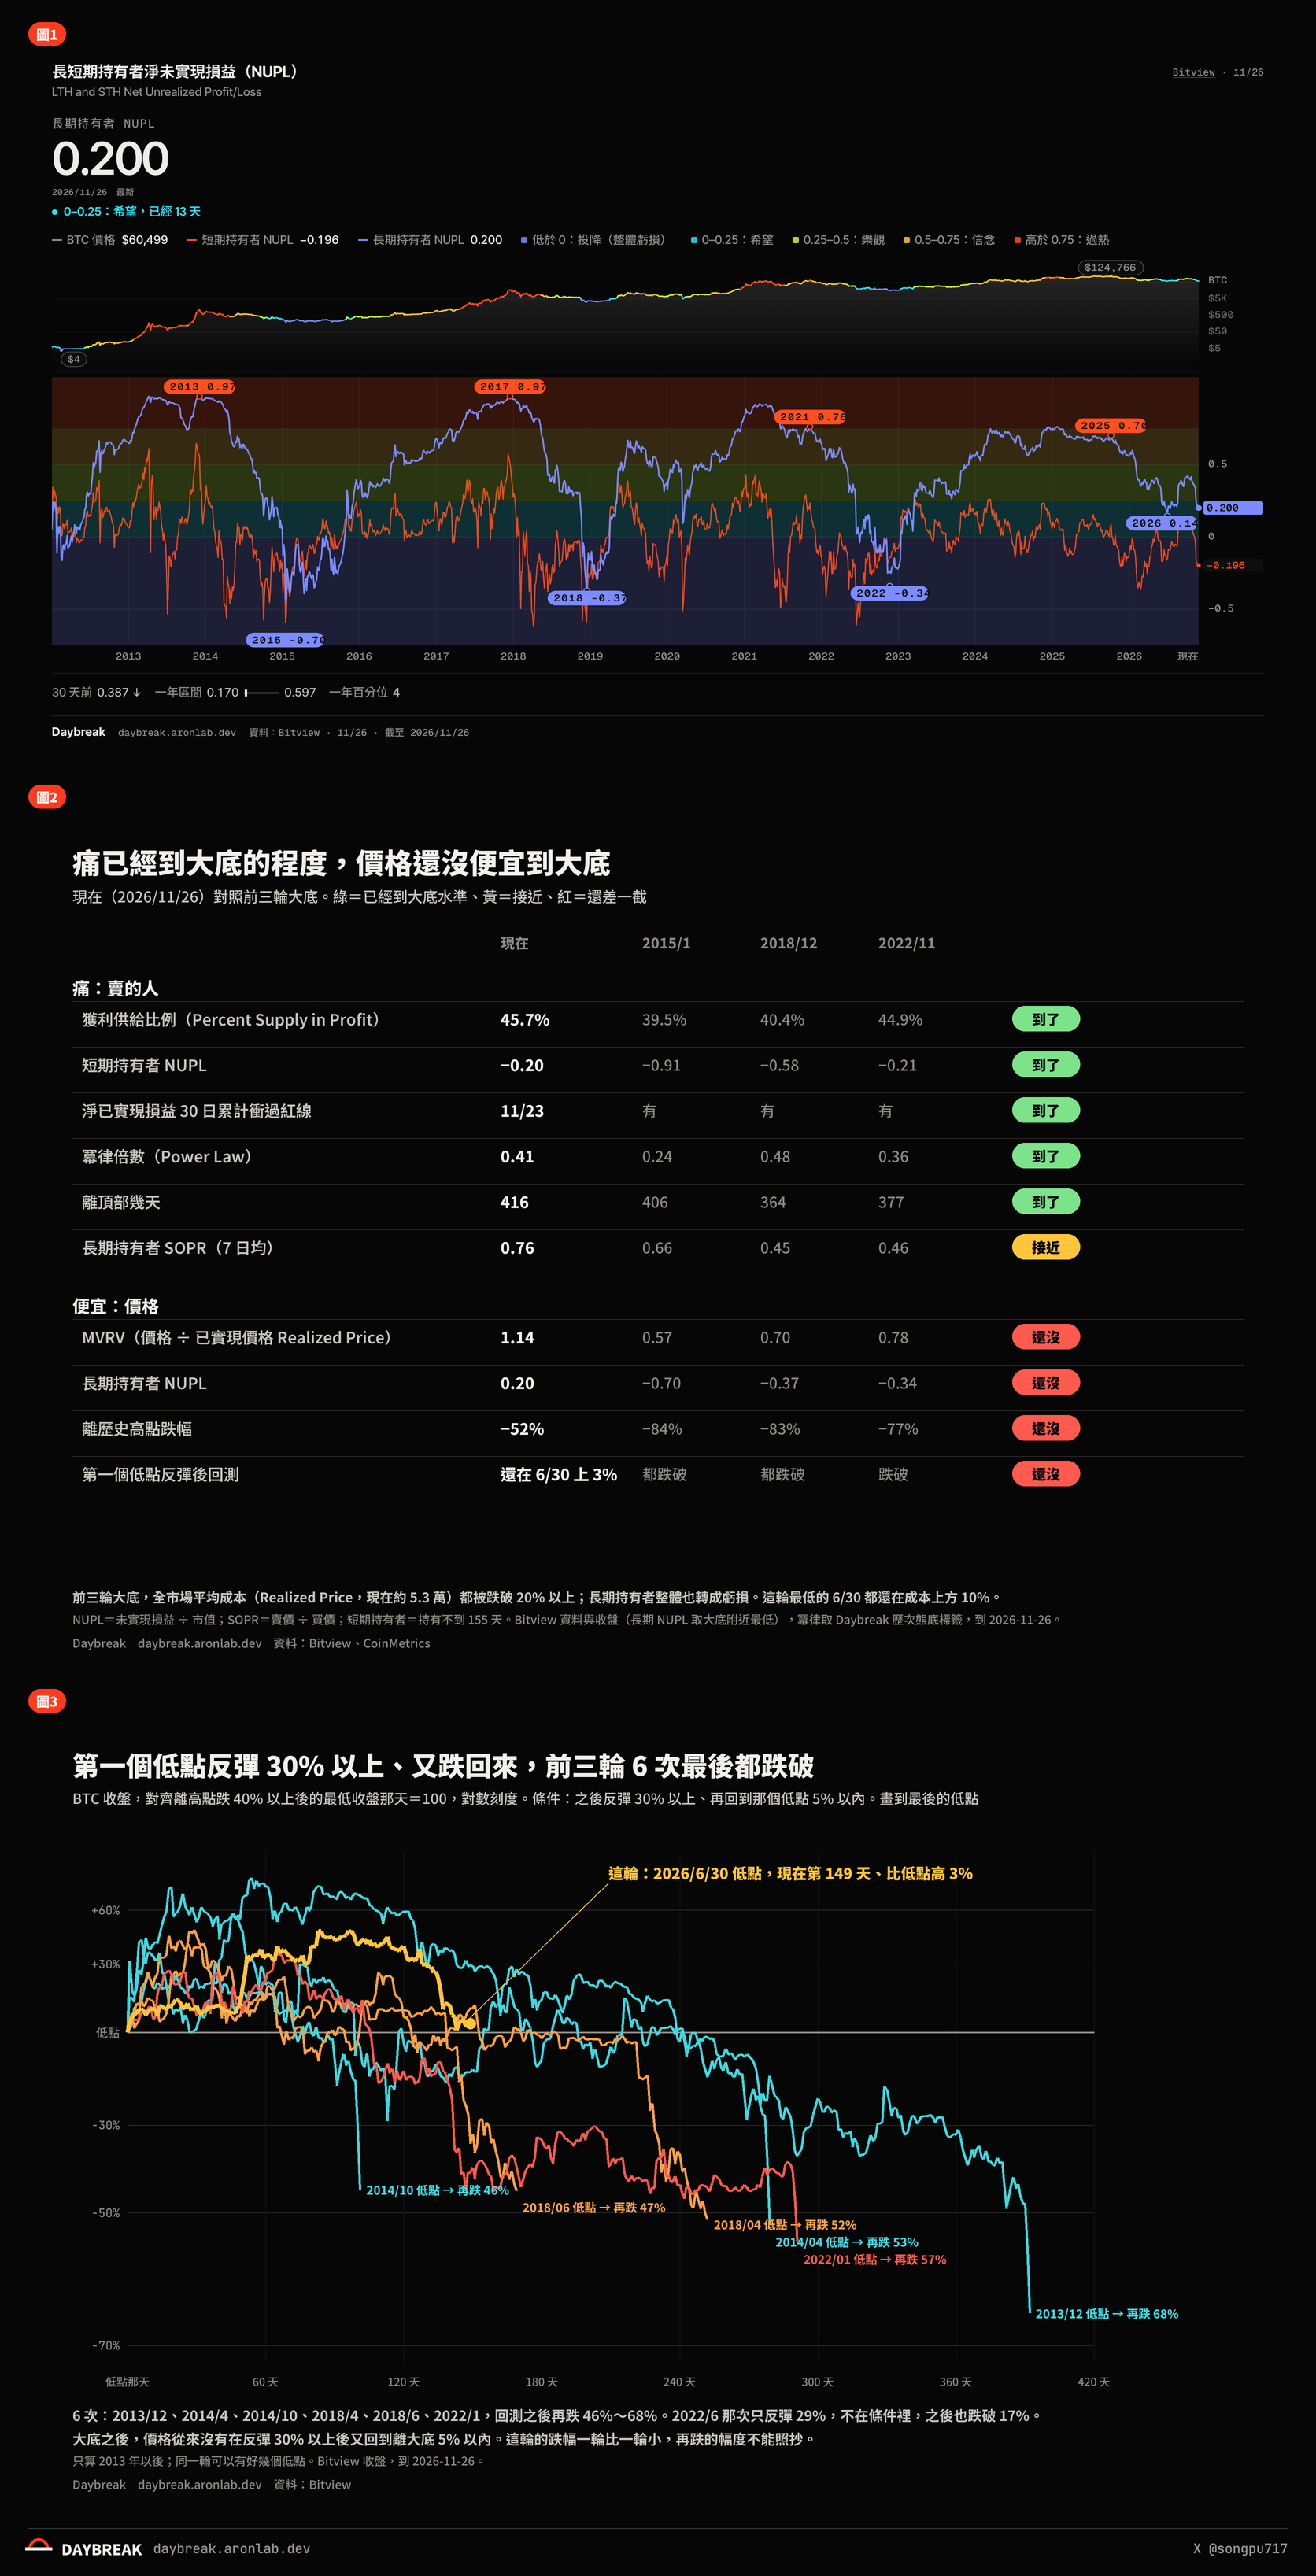 圖1
長短期持有者淨未實現損益（NUPL）
Bitview · 11/26
LTH and STH Net Unrealized Profit/Loss
長期持有者 NUPL
0.200
2026/11/26 最新
0–0.25：希望，已經 13 天
BTC 價格 $60,499 短期持有者 NUPL −0.196 長期持有者 NUPL 0.200 低於 0：投降（整體虧損） 0–0.25：希望 0.25–0.5：樂觀 0.5–0.75：信念 高於 0.75：過熱
$124,766
BTC
$5K
$500
$50
$5
$4
2013 0.97
2017 0.97
2021 0.76
2025 0.70
0.5
0.200
2026 0.14
0
−0.196
2018 −0.37
2022 −0.34
−0.5
2015 −0.70
2013 2014 2015 2016 2017 2018 2019 2020 2021 2022 2023 2024 2025 2026 現在
30 天前 0.387 ↓ 一年區間 0.170 0.597 一年百分位 4
Daybreak daybreak.aronlab.dev 資料：Bitview · 11/26 · 截至 2026/11/26
圖2
痛已經到大底的程度，價格還沒便宜到大底
現在（2026/11/26）對照前三輪大底。綠＝已經到大底水準、黃＝接近、紅＝還差一截
現在 2015/1 2018/12 2022/11
痛：賣的人
獲利供給比例（Percent Supply in Profit） 45.7% 39.5% 40.4% 44.9% 到了
短期持有者 NUPL −0.20 −0.91 −0.58 −0.21 到了
淨已實現損益 30 日累計衝過紅線 11/23 有 有 有 到了
冪律倍數（Power Law） 0.41 0.24 0.48 0.36 到了
離頂部幾天 416 406 364 377 到了
長期持有者 SOPR（7 日均） 0.76 0.66 0.45 0.46 接近
便宜：價格
MVRV（價格 ÷ 已實現價格 Realized Price） 1.14 0.57 0.70 0.78 還沒
長期持有者 NUPL 0.20 −0.70 −0.37 −0.34 還沒
離歷史高點跌幅 −52% −84% −83% −77% 還沒
第一個低點反彈後回測 還在 6/30 上 3% 都跌破 都跌破 跌破 還沒
前三輪大底，全市場平均成本（Realized Price，現在約 5.3 萬）都被跌破 20% 以上；長期持有者整體也轉成虧損。這輪最低的 6/30 都還在成本上方 10%。
NUPL＝未實現損益 ÷ 市值；SOPR＝賣價 ÷ 買價；短期持有者＝持有不到 155 天。Bitview 資料與收盤（長期 NUPL 取大底附近最低），冪律取 Daybreak 歷次熊底標籤，到 2026-11-26。
Daybreak daybreak.aronlab.dev 資料：Bitview、CoinMetrics
圖3
第一個低點反彈 30% 以上、又跌回來，前三輪 6 次最後都跌破
BTC 收盤，對齊離高點跌 40% 以上後的最低收盤那天＝100，對數刻度。條件：之後反彈 30% 以上、再回到那個低點 5% 以內。畫到最後的低點
這輪：2026/6/30 低點，現在第 149 天、比低點高 3%
+60%
+30%
低點
-30%
-50%
-70%
2014/10 低點 → 再跌 46%
2018/06 低點 → 再跌 47%
2018/04 低點 → 再跌 52%
2014/04 低點 → 再跌 53%
2022/01 低點 → 再跌 57%
2013/12 低點 → 再跌 68%
低點那天 60 天 120 天 180 天 240 天 300 天 360 天 420 天
6 次：2013/12、2014/4、2014/10、2018/4、2018/6、2022/1，回測之後再跌 46%～68%。2022/6 那次只反彈 29%，不在條件裡，之後也跌破 17%。
大底之後，價格從來沒有在反彈 30% 以上後又回到離大底 5% 以內。這輪的跌幅一輪比一輪小，再跌的幅度不能照抄。
只算 2013 年以後；同一輪可以有好幾個低點。Bitview 收盤，到 2026-11-26。
Daybreak daybreak.aronlab.dev 資料：Bitview
DAYBREAK daybreak.aronlab.dev
X @songpu717